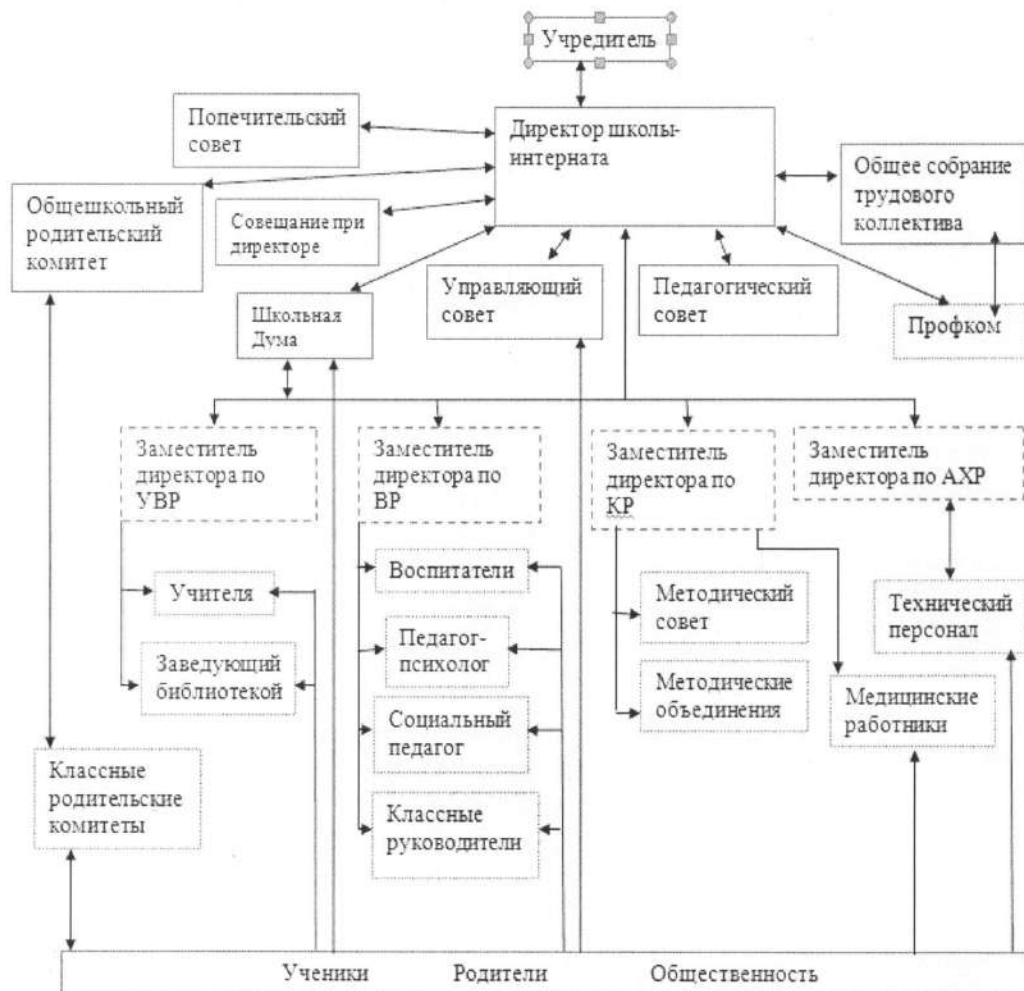 Учредитель
Попечительский
совет
Директор школы-
интерната
Общее собрание
трудового
коллектива
Общешкольный
родительский
комитет
Совещание при
директоре
Управляющий
совет
Педагогический
совет
Школьная
Дума
Профком
Заместитель
директора по
УВР
Заместитель
директора по
ВР
Заместитель
директора по
КР
Заместитель
директора по АХР
Учителя
Воспитатели
Методический
совет
Технический
персонал
Педагог-
психолог
Заведующий
библиотекой
Методические
объединения
Медицинские
работники
Социальный
педагог
Классные
родительские
комитеты
Классные
руководители
Ученики Родители Общественность